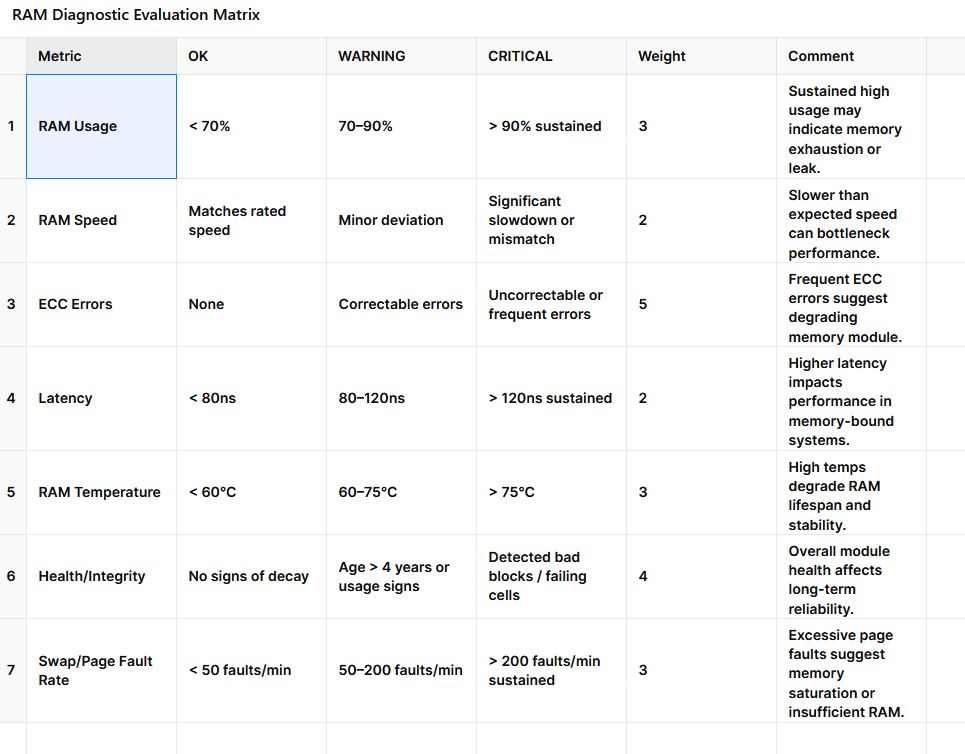 RAM Diagnostic Evaluation Matrix
Metric OK WARNING CRITICAL Weight Comment
1 RAM Usage < 70% 70–90% > 90% sustained 3 Sustained high
usage may
indicate memory
exhaustion or
leak.
2 RAM Speed Matches rated
speed
Minor deviation
Significant
slowdown or
mismatch
2
Slower than
expected speed
can bottleneck
performance.
3 ECC Errors None Correctable errors
Uncorrectable or
frequent errors
5
Frequent ECC
errors suggest
degrading
memory module.
4 Latency < 80ns 80–120ns > 120ns sustained 2
Higher latency
impacts
performance in
memory-bound
systems.
5 RAM Temperature < 60°C 60–75°C > 75°C 3
High temps
degrade RAM
lifespan and
stability.
6 Health/Integrity No signs of decay
Age > 4 years or
usage signs
Detected bad
blocks / failing
cells
4
Overall module
health affects
long-term
reliability.
7 Swap/Page Fault
Rate
< 50 faults/min 50–200 faults/min
> 200 faults/min
sustained
3
Excessive page
faults suggest
memory
saturation or
insufficient RAM.